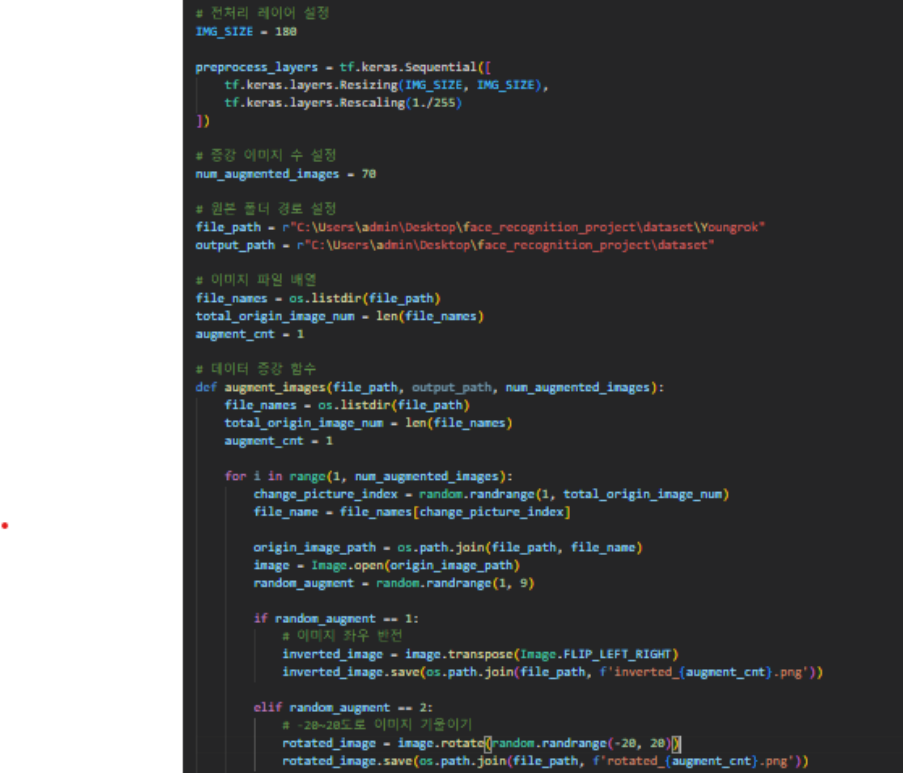 # 전처리 레이어 설정
IMG_SIZE = 180
preprocess_layers = tf.keras.Sequential([
tf.keras.layers.Resizing(IMG_SIZE, IMG_SIZE),
tf.keras.layers.Rescaling(1./255)
])
# 증강 이미지 수 설정
num_augmented_images = 70
# 원본 폴더 경로 설정
file_path = r"C:\Users\admin\Desktop\face_recognition_project\dataset\Youngrok"
output_path = r"C:\Users\admin\Desktop\face_recognition_project\dataset"
# 이미지 파일 배열
file_names = os.listdir(file_path)
total_origin_image_num = len(file_names)
augment_cnt = 1
# 데이터 증강 함수
def augment_images(file_path, output_path, num_augmented_images):
file_names = os.listdir(file_path)
total_origin_image_num = len(file_names)
augment_cnt = 1
for i in range(1, num_augmented_images):
change_picture_index = random.randrange(1, total_origin_image_num)
file_name = file_names[change_picture_index]
origin_image_path = os.path.join(file_path, file_name)
image = Image.open(origin_image_path)
random_augment = random.randrange(1, 9)
if random_augment == 1:
# 이미지 좌우 반전
inverted_image = image.transpose(Image.FLIP_LEFT_RIGHT)
inverted_image.save(os.path.join(file_path, f'inverted_{augment_cnt}.png'))
elif random_augment == 2:
# -20~20도로 이미지 기울이기
rotated_image = image.rotate(random.randrange(-20, 20))
rotated_image.save(os.path.join(file_path, f'rotated_{augment_cnt}.png'))